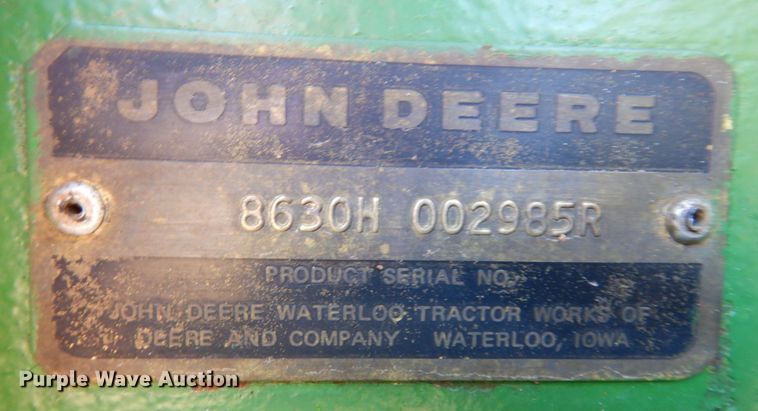 JOHN DEERE
8630H 002985R
PRODUCT SERIAL NO.
JOHN DEERE WATERLOO TRACTOR WORKS OF
DEERE AND COMPANY WATERLOO, IOWA
Purple Wave Auction